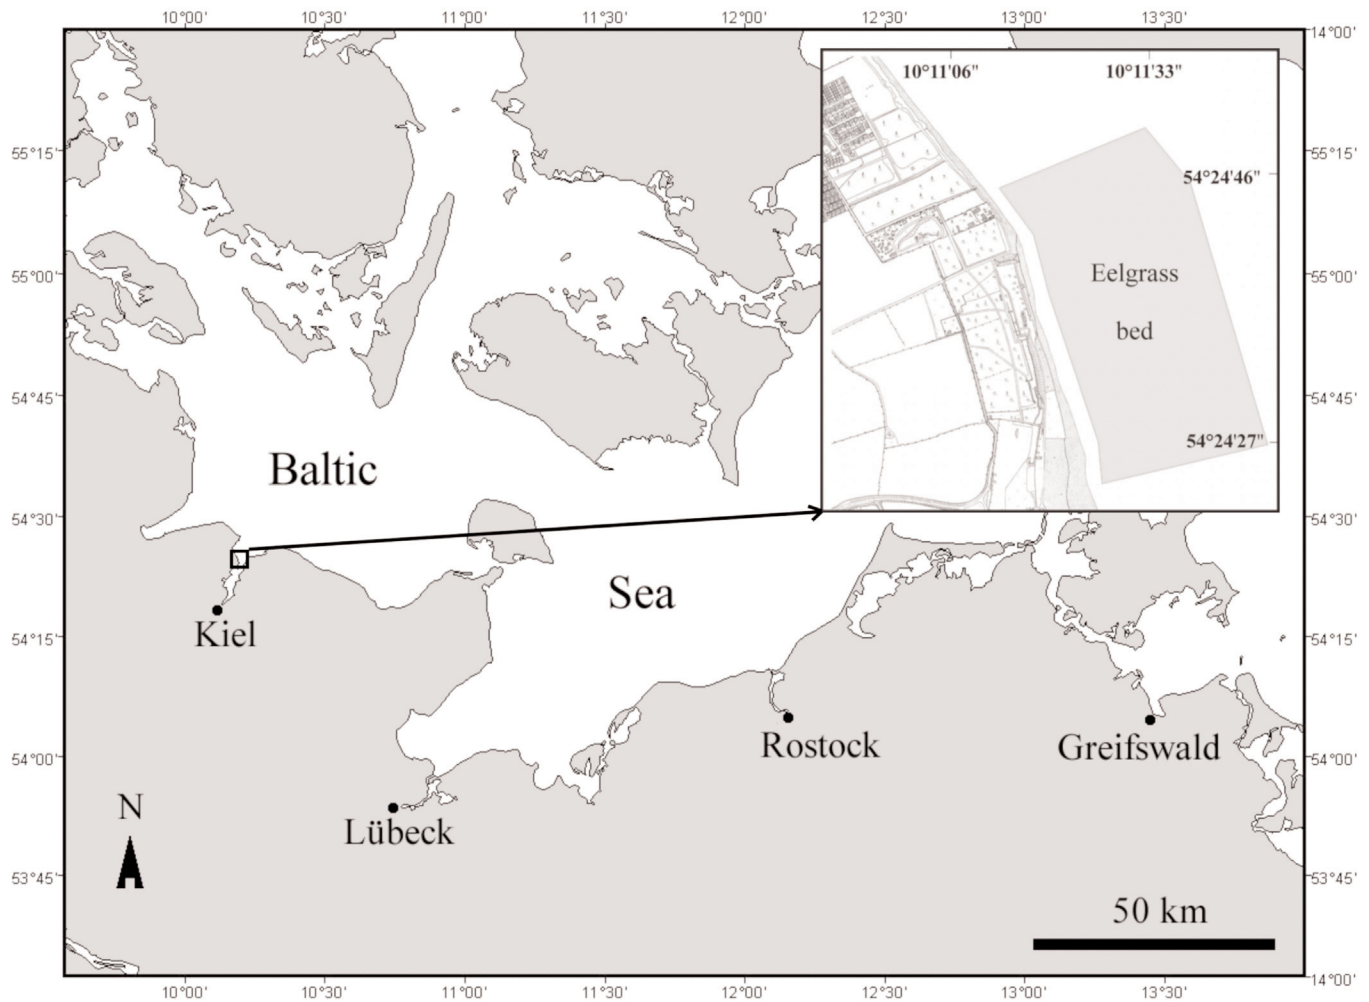 10°00' 10°30' 11°00' 11°30' 12°00' 12°30' 13°00' 13°30'
14°00'
10°11'06" 10°11'33"
55°15' 55°15'
54°24'46"
55°00' 55°00'
Eelgrass
bed
54°45' 54°45'
54°24'27"
Baltic
54°30' 54°30'
Sea
Kiel
54°15' 54°15'
Rostock
Greifswald
54°00' 54°00'
N
Lübeck
53°45' 53°45'
50 km
14°00'
10°00' 10°30' 11°00' 11°30' 12°00' 12°30' 13°00' 13°30'